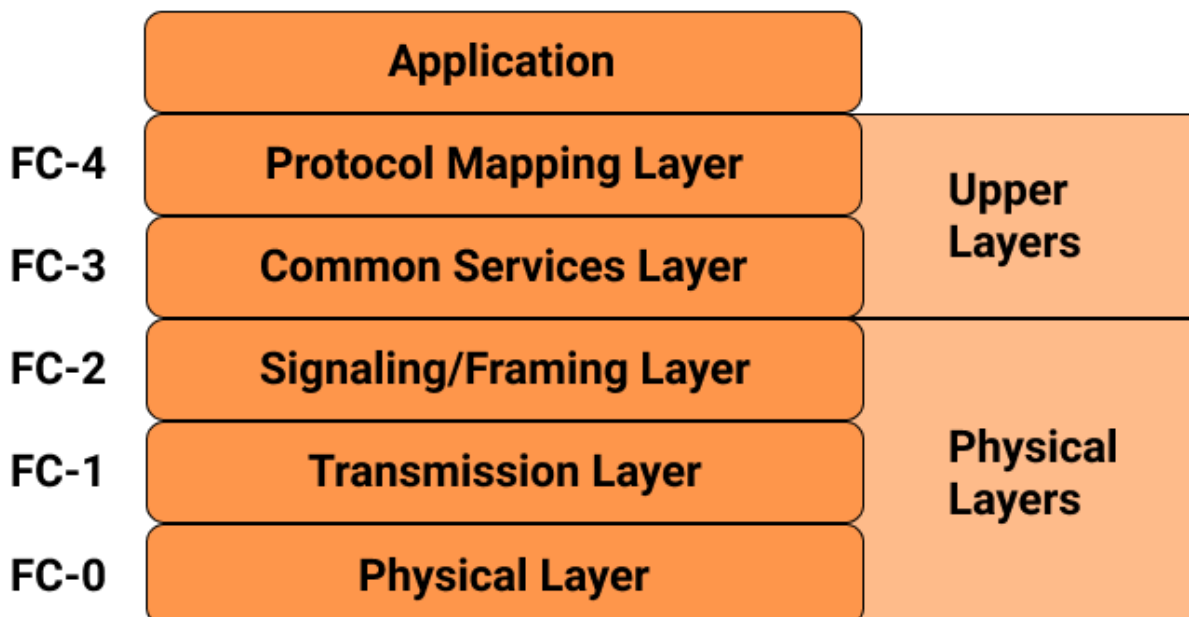 Application
FC-4 Protocol Mapping Layer
Upper
Layers
FC-3 Common Services Layer
FC-2 Signaling/Framing Layer
FC-1 Transmission Layer
Physical
Layers
FC-0 Physical Layer